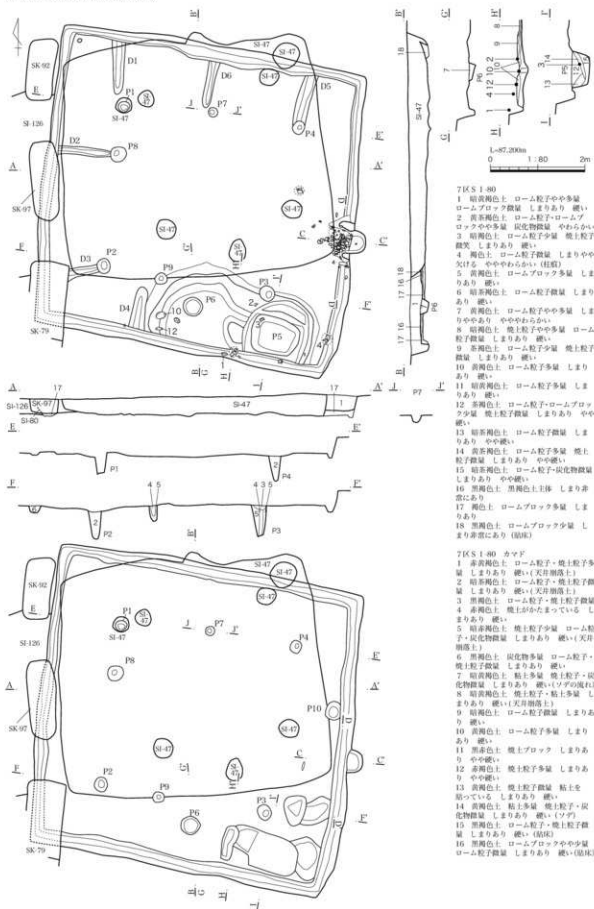 L=87.200m
0 1:80 2m
7区SI-80
1 暗黄褐色土 ローム粒子やや多量
ロームブロック微量 しまりあり 硬い
2 黄茶褐色土 ローム粒子・ロームブ
ロックやや多量 炭化物微量 やわらかい
3 暗褐色土 ローム粒子少量 焼土粒子
微笑 しまりあり 硬い
4 褐色土 ローム粒子微量 しまりやや
欠ける やややわらかい(柱痕)
5 黄褐色土 ロームブロック多量 しま
りあり 硬い
6 暗茶褐色土 ローム粒子微量 しまり
あり 硬い
7 黄褐色土 ローム粒子やや多量 しま
りややあり ややややわらかい
8 暗褐色土 焼土粒子やや多量 ローム
粒子微量 しまりあり 硬い
9 茶褐色土 ローム粒子少量 焼土粒子
微量 しまりあり 硬い
10 黄褐色土 ローム粒子多量 しまり
あり 硬い
11 暗黄褐色土 ローム粒子多量 しま
りあり 硬い
12 茶褐色土 ローム粒子・ロームブロッ
ク少量 焼土粒子微量 しまりあり やや
硬い
13 暗茶褐色土 ローム粒子微量 しま
りあり やや硬い
14 黄茶褐色土 ローム粒子多量 焼土
粒子微量 しまりあり 硬い
15 暗茶褐色土 ローム粒子・炭化物微量
しまりあり やや硬い
16 黒褐色土 黒褐色土主体 しまり非
常にあり
17 褐色土 ロームブロック多量 しま
りあり
18 黒褐色土 ロームブロック少量 し
まり非常にあり(貼床)
7区SI-80 カマド
1 赤黄褐色土 ローム粒子・焼土粒子多
量 しまりあり 硬い(天井崩落土)
2 暗茶褐色土 ローム粒子・焼土粒子微
量 しまりあり 硬い(天井崩落土)
3 黒褐色土 ローム粒子・焼土粒子微量
4 赤褐色土 焼土がかたまっている し
まりあり 硬い
5 暗赤褐色土 焼土粒子少量 ローム粒
子・炭化物微量 しまりあり 硬い(天井
崩落土)
6 黒褐色土 炭化物多量 ローム粒子・
焼土粒子微量 しまりあり 硬い
7 暗黄褐色土 粘土多量 焼土粒子・炭
化物微量 しまりあり 硬い(ソデの流れ)
8 暗黄褐色土 焼土粒子・粘土多量 し
まりあり 硬い(天井崩落土)
9 暗褐色土 ローム粒子微量 しまりあ
り 硬い
10 黄褐色土 ローム粒子多量 しまり
あり 硬い
11 黒赤色土 焼土ブロック しまりあ
り やや硬い
12 赤褐色土 焼土粒子多量 しまりあ
り やや硬い
13 黄褐色土 焼土粒子微量 粘土を
貼っている しまりあり 硬い
14 黄褐色土 粘土多量 焼土粒子・炭
化物微量 しまりあり 硬い(ソデ)
15 黒褐色土 ローム粒子・焼土粒子微
量 しまりあり 硬い(貼床)
16 黒褐色土 ロームブロックやや少量
ローム粒子微量 しまりあり 硬い(貼床)
SK-92
SI-126
SK-97
SK-79
SI-47
D1
D2
D3
D4
D5
D6
P1
P2
P3
P4
P5
P6
P7
P8
P9
SI-80
P10